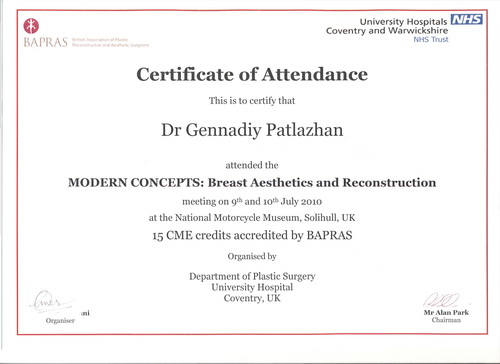 BAPRAS
British Association of Plastic
Reconstructive and Aesthetic Surgeons
University Hospitals NHS
Coventry and Warwickshire
NHS Trust
Certificate of Attendance
This is to certify that
Dr Gennadiy Patlazhan
attended the
MODERN CONCEPTS: Breast Aesthetics and Reconstruction
meeting on 9th and 10th July 2010
at the National Motorcycle Museum, Solihull, UK
15 CME credits accredited by BAPRAS
Organised by
Department of Plastic Surgery
University Hospital
Coventry, UK
ni
Organiser
Mr Alan Park
Chairman